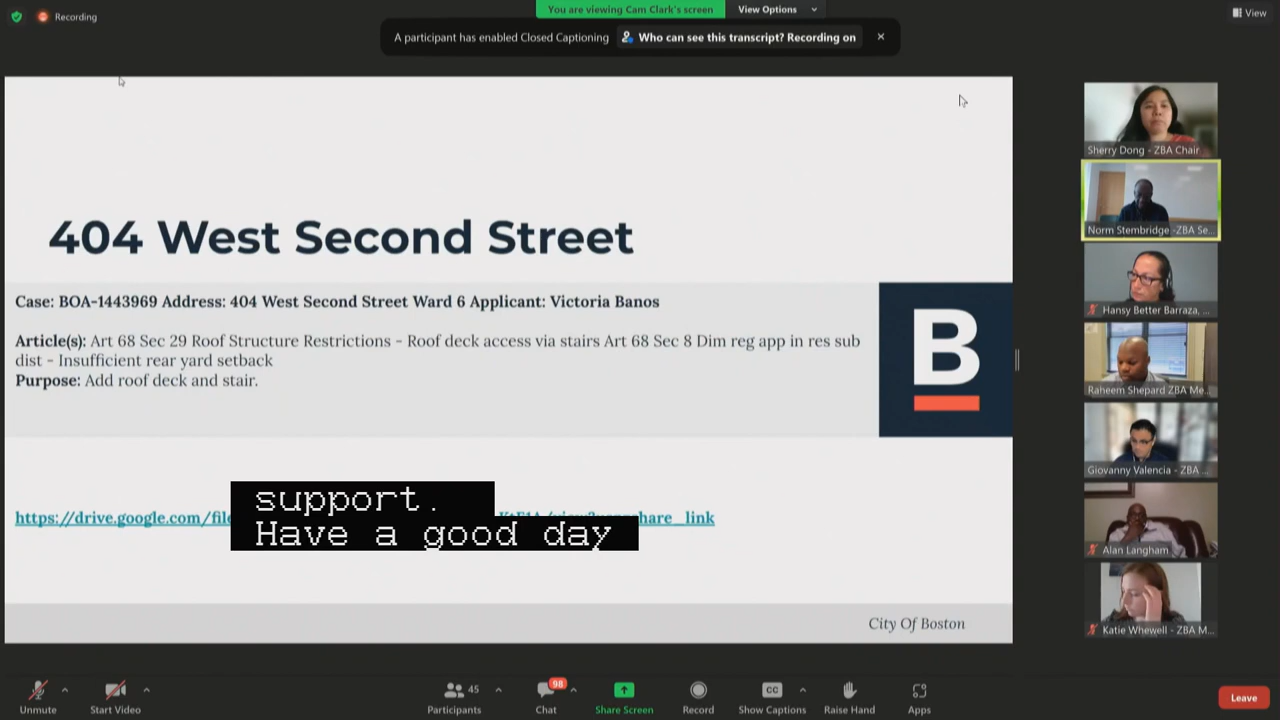 Recording
You are viewing Cam Clark's screen
View Options
View
A participant has enabled Closed Captioning
Who can see this transcript? Recording on
404 West Second Street
Case: BOA-1443969 Address: 404 West Second Street Ward 6 Applicant: Victoria Banos
Article(s): Art 68 Sec 29 Roof Structure Restrictions - Roof deck access via stairs Art 68 Sec 8 Dim reg app in res sub
dist - Insufficient rear yard setback
Purpose: Add roof deck and stair.
B
support.
https://drive.google.com/file
hare_link
Have a good day
City Of Boston
Sherry Dong - ZBA Chair
Norm Stembridge -ZBA Se...
Hansy Better Barraza, ...
Raheem Shepard ZBA Me...
Giovanny Valencia - ZBA ...
Alan Langham
Katie Whewell - ZBA M...
Unmute
Start Video
45
Participants
98
Chat
Share Screen
Record
CC
Show Captions
Raise Hand
Apps
Leave